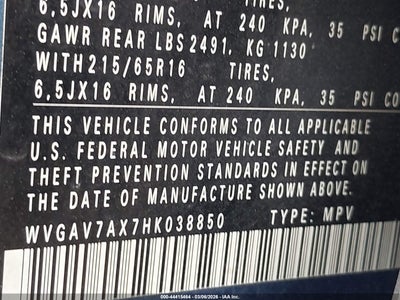 6,5JX16 RIMS, AT 240 KPA, 35 PSI C
GAWR REAR LBS 2491, KG 1130
WITH 215/65R16 TIRES,
6,5JX16 RIMS, AT 240 KPA, 35 PSI CO
THIS VEHICLE CONFORMS TO ALL APPLICABLE
U.S. FEDERAL MOTOR VEHICLE SAFETY AND
THEFT PREVENTION STANDARDS IN EFFECT ON
THE DATE OF MANUFACTURE SHOWN ABOVE.
WVGAV7AX7HK038850 TYPE: MPV
000-44415464 - 03/06/2026 - IAA Inc.